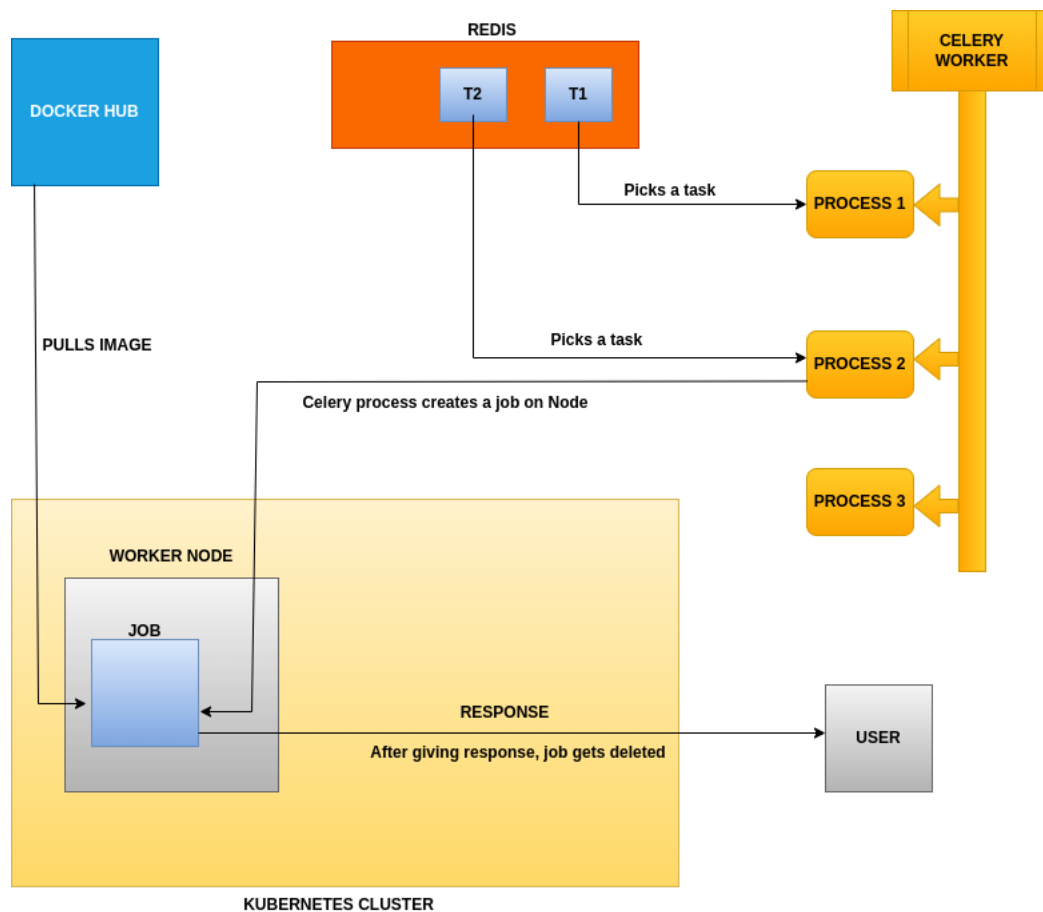 REDIS
CELERY
WORKER
DOCKER HUB
T2
T1
Picks a task
PROCESS 1
PULLS IMAGE
Picks a task
PROCESS 2
Celery process creates a job on Node
PROCESS 3
WORKER NODE
JOB
RESPONSE
USER
After giving response, job gets deleted
KUBERNETES CLUSTER